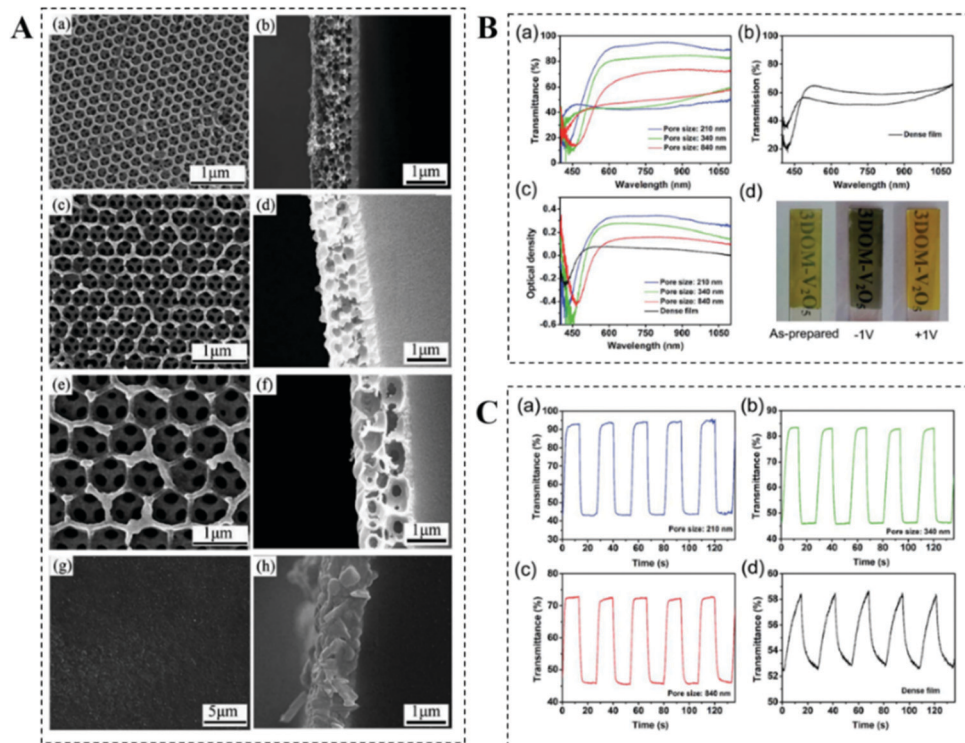 A
(a)
1μm
(b)
1μm
(c)
1μm
(d)
1μm
(e)
1μm
(f)
1μm
(g)
5μm
(h)
1μm
B
(a)
Transmittance (%)
100
80
60
40
20
0
450 600 750 900 1050
Wavelength (nm)
Pore size: 210 nm
Pore size: 340 nm
Pore size: 840 nm
(b)
Transmission (%)
100
80
60
40
20
450 600 750 900 1050
Wavelength (nm)
Dense film
(c)
Optical density
0.4
0.2
0.0
-0.2
-0.4
-0.6
450 600 750 900 1050
Wavelength (nm)
Pore size: 210 nm
Pore size: 340 nm
Pore size: 840 nm
Dense film
(d)
3DOM-V₂O₅
3DOM-V₂O₅
3DOM-V₂O₅
As-prepared -1V +1V
C
(a)
Transmittance (%)
100
90
80
70
60
50
40
30
0 20 40 60 80 100 120
Time (s)
Pore size: 210 nm
(b)
Transmittance (%)
90
80
70
60
50
40
0 20 40 60 80 100 120
Time (s)
Pore size: 340 nm
(c)
Transmittance (%)
80
70
60
50
40
0 20 40 60 80 100 120
Time (s)
Pore size: 840 nm
(d)
Transmittance (%)
60
58
56
54
52
50
0 20 40 60 80 100 120
Time (s)
Dense film